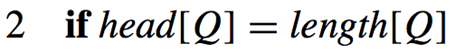 2 if head[Q] = length[Q]